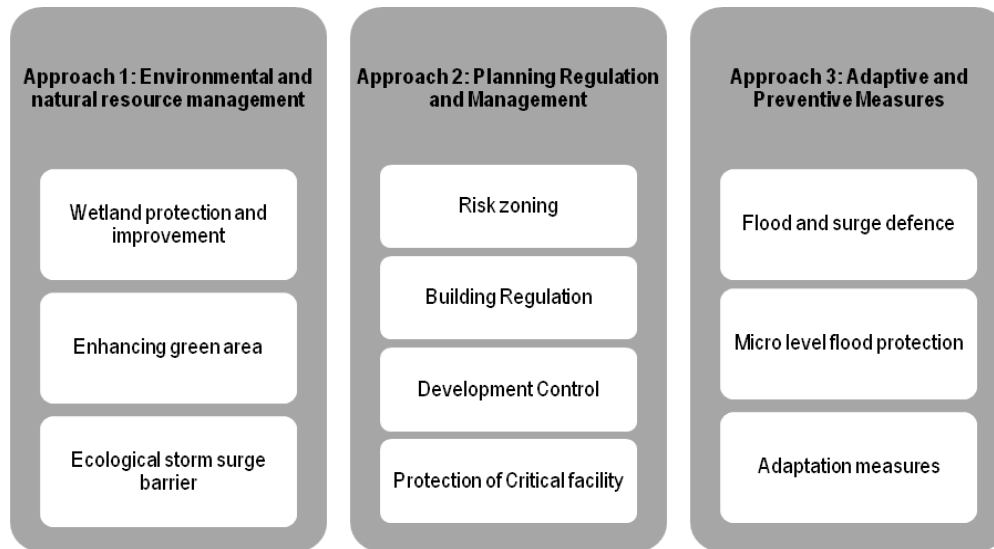 Approach 1: Environmental and
natural resource management
Wetland protection and
improvement
Enhancing green area
Ecological storm surge
barrier
Approach 2: Planning Regulation
and Management
Risk zoning
Building Regulation
Development Control
Protection of Critical facility
Approach 3: Adaptive and
Preventive Measures
Flood and surge defence
Micro level flood protection
Adaptation measures